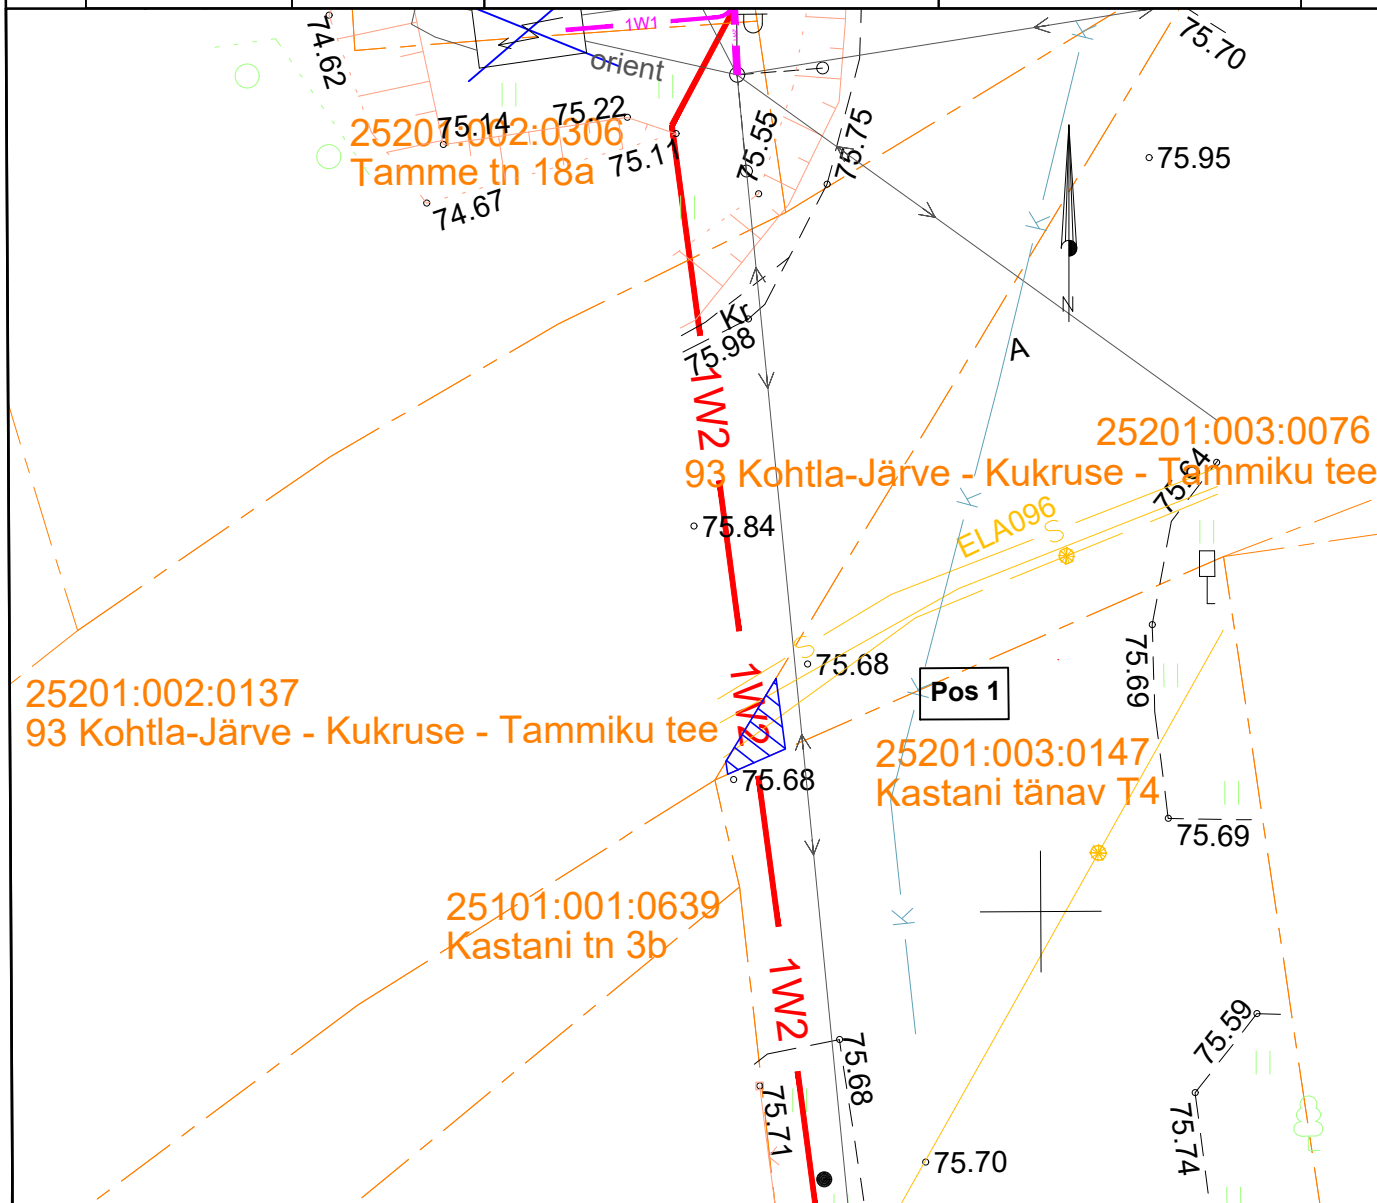 1W1
74.62
orient
75.70
75.14
75.22
25201:002:0306
75.11
Tamme tn 18a
75.55
75.75
75.95
74.67
K
K
N
Kr
75.98
A
1W2
25201:003:0076
93 Kohtla-Järve - Kukruse - Tammiku tee
75.64
K
75.84
ELA096
S
S
75.68
75.69
K
Pos 1
25201:002:0137
93 Kohtla-Järve - Kukruse - Tammiku tee
1W2
25201:003:0147
Kastani tänav T4
75.68
75.69
25101:001:0639
Kastani tn 3b
K
1W2
75.59
75.68
75.71
75.74
75.70